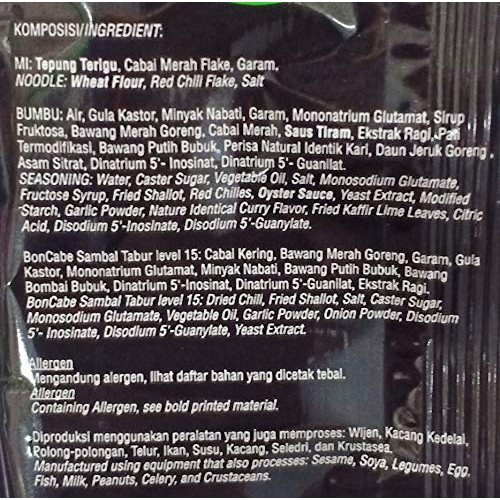 KOMPOSISI/INGREDIENT:
MI: Tepung Terigu, Cabal Merah Flake, Garam.
NOODLE: Wheat Flour, Red Chili Flake, Salt
BUMBU: Air, Gula Kastor, Minyak Nabati, Garam, Mononatrium Glutamat, Sirup
Fruktosa, Bawang Merah Goreng, Cabal Merah, Saus Tiram, Ekstrak Ragi, Pati
Termodifikasi, Bawang Putih Bubuk, Perisa Natural Identik Kari, Daun Jeruk Goreng,
Asam Sitrat, Dinatrium 5'- Inosinat, Dinatrium 5'- Guanilat.
SEASONING: Water, Caster Sugar, Vegetable Oil, Salt, Monosodium Glutamate,
Fructose Syrup, Fried Shallot, Red Chilles, Oyster Sauce, Yeast Extract, Modified
Starch, Garlic Powder, Nature Identical Curry Flavor, Fried Kaffir Lime Leaves, Citric
Acid, Disodium 5'-Inosinate, Disodium 5'-Guanylate.
BonCabe Sambal Tabur level 15: Cabal Kering, Bawang Merah Goreng, Garam, Gula
Kastor, Mononatrium Glutamat, Minyak Nabati, Bawang Putih Bubuk, Bawang
Bombai Bubuk, Dinatrium 5'-Inosinat, Dinatrium 5'-Guanilat, Ekstrak Ragi.
BonCabe Sambal Tabur level 15: Dried Chili, Fried Shallot, Salt, Caster Sugar,
Monosodium Glutamate, Vegetable Oil, Garlic Powder, Onion Powder, Disodium
5'- Inosinate, Disodium 5'-Guanylate, Yeast Extract.
Allergen
Mengandung alergen, lihat daftar bahan yang dicetak tebal.
Allergen
Containing Allergen, see bold printed material.
Diproduksi menggunakan peralatan yang juga memproses: Wijen, Kacang Kedelai,
Polong-polongan, Telur, Ikan, Susu, Kacang, Seledri, dan Krustasea.
Manufactured using equipment that also processes: Sesame, Soya, Legumes, Egg,
Fish, Milk, Peanuts, Celery, and Crustaceans.